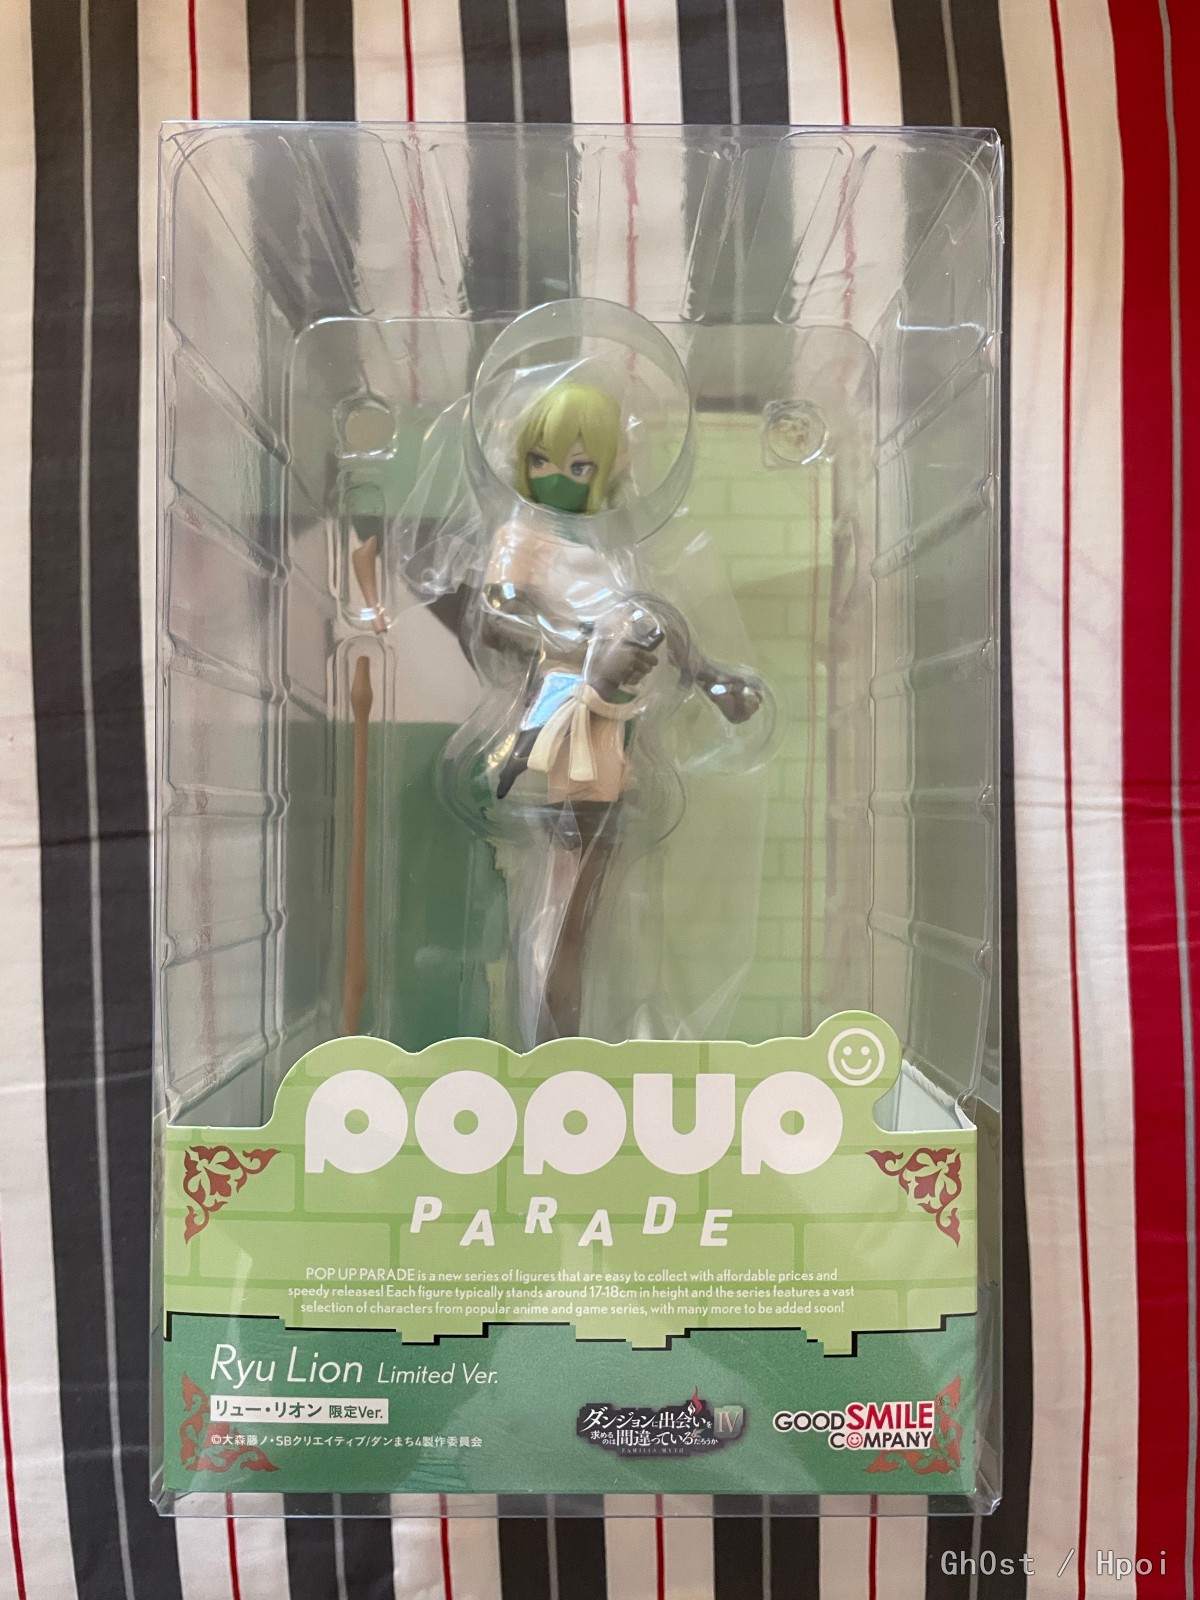 POPUP
PARADE
POP UP PARADE is a new series of figures that are easy to collect with affordable prices and
speedy releases! Each figure typically stands around 17-18cm in height and the series features a vast
selection of characters from popular anime and game series, with many more to be added soon!
Ryu Lion Limited Ver.
リュー・リオン 限定Ver.
©大森藤ノ・SBクリエイティブ/ダンまち4製作委員会
ダンジョンに出会いを
求めるのは間違っているだろうか
IV
FAMILIA MYTH
GOOD SMILE
COMPANY
Gh0st / Hpoi